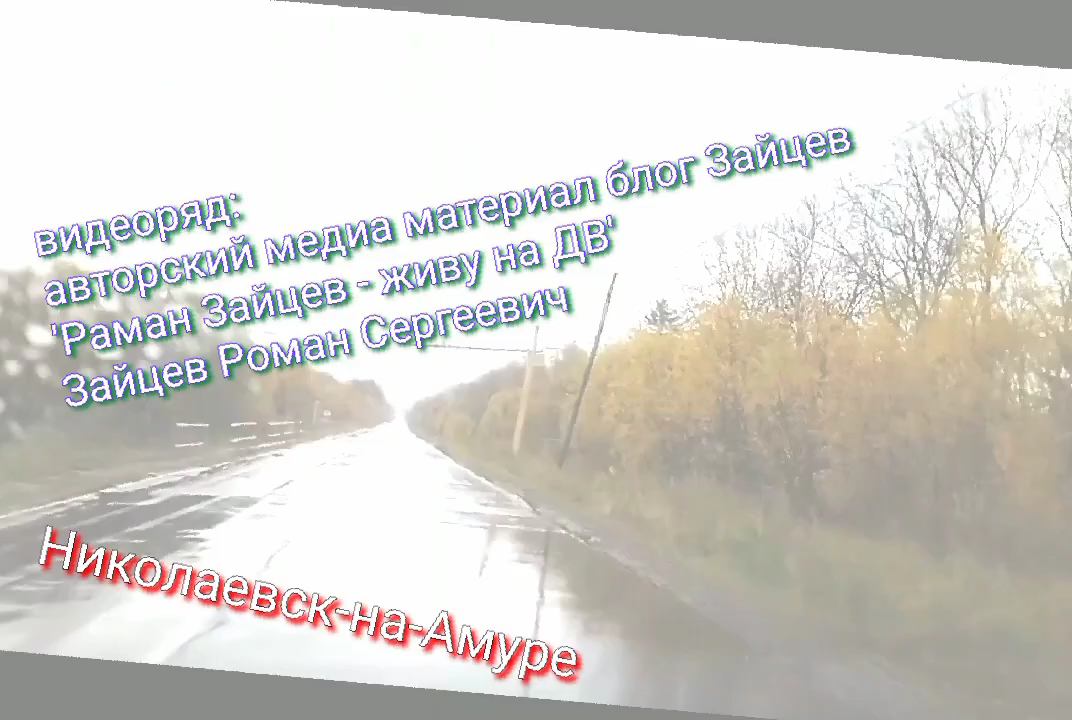 видеоряд:
авторский медиа материал блог Зайцев
'Раман Зайцев - живу на ДВ'
Зайцев Роман Сергеевич
Николаевск-на-Амуре